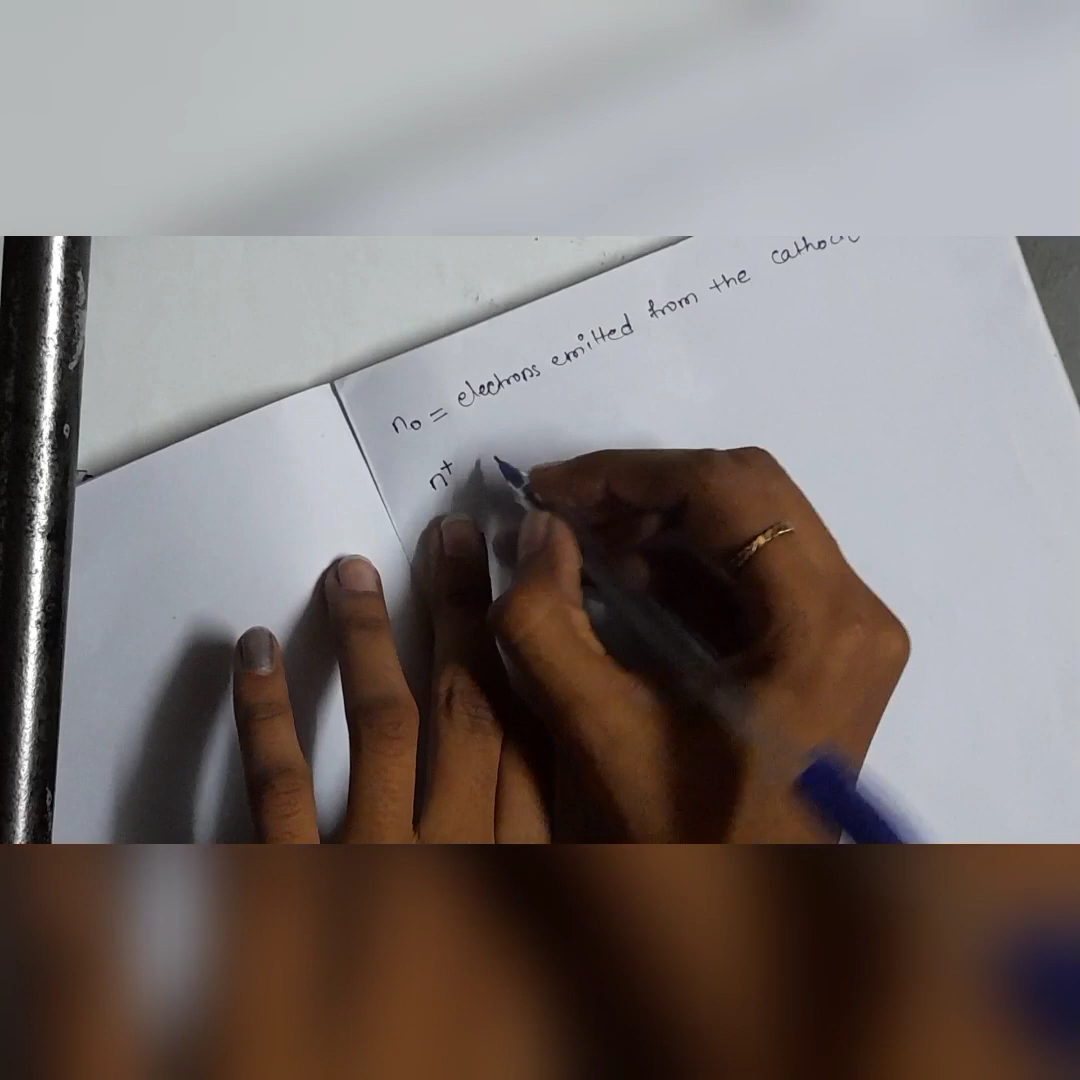 n₀ = electrons emitted from the
n⁺